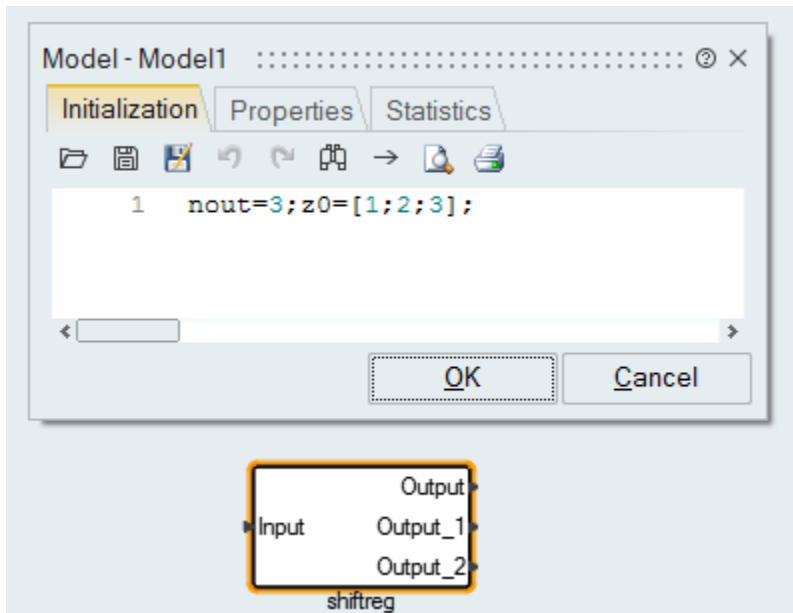 Model - Model1
Initialization Properties Statistics
1 nout=3;z0=[1;2;3];
OK Cancel
Output
Input Output_1
Output_2
shiftreg